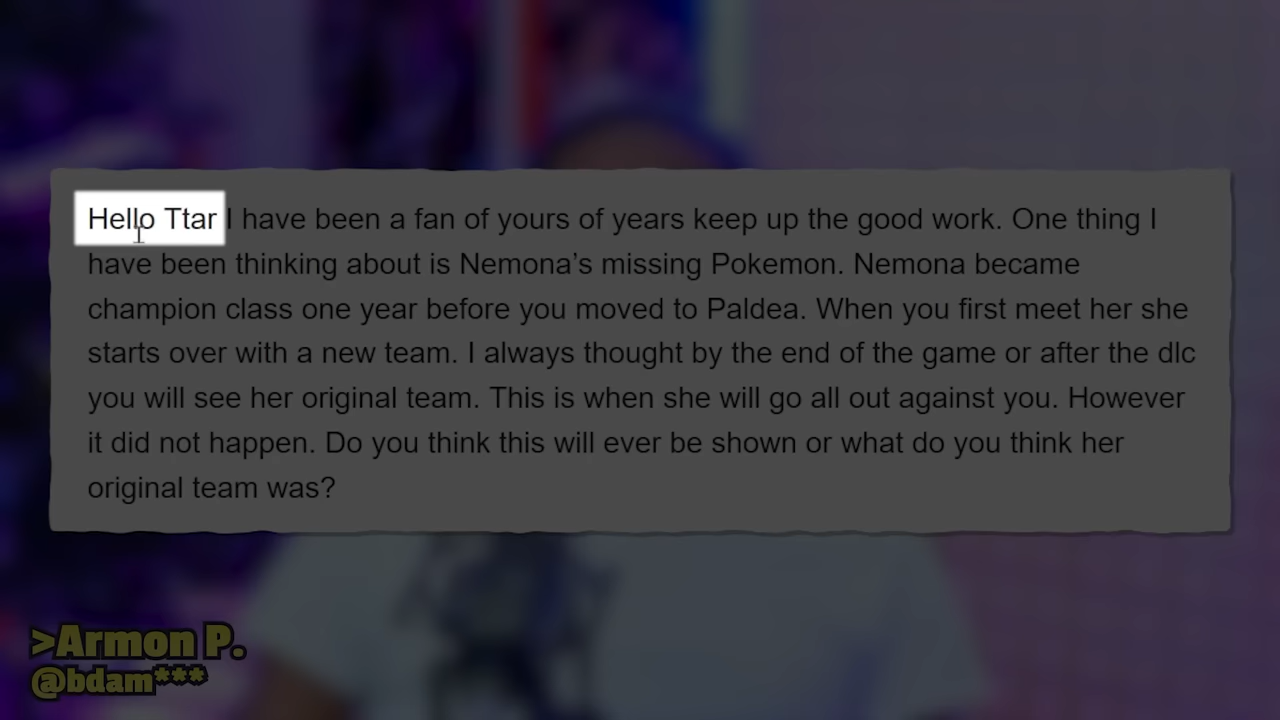 Hello Ttar I have been a fan of yours of years keep up the good work. One thing I
have been thinking about is Nemona’s missing Pokemon. Nemona became
champion class one year before you moved to Paldea. When you first meet her she
starts over with a new team. I always thought by the end of the game or after the dlc
you will see her original team. This is when she will go all out against you. However
it did not happen. Do you think this will ever be shown or what do you think her
original team was?
>Armon P.
@bdam***